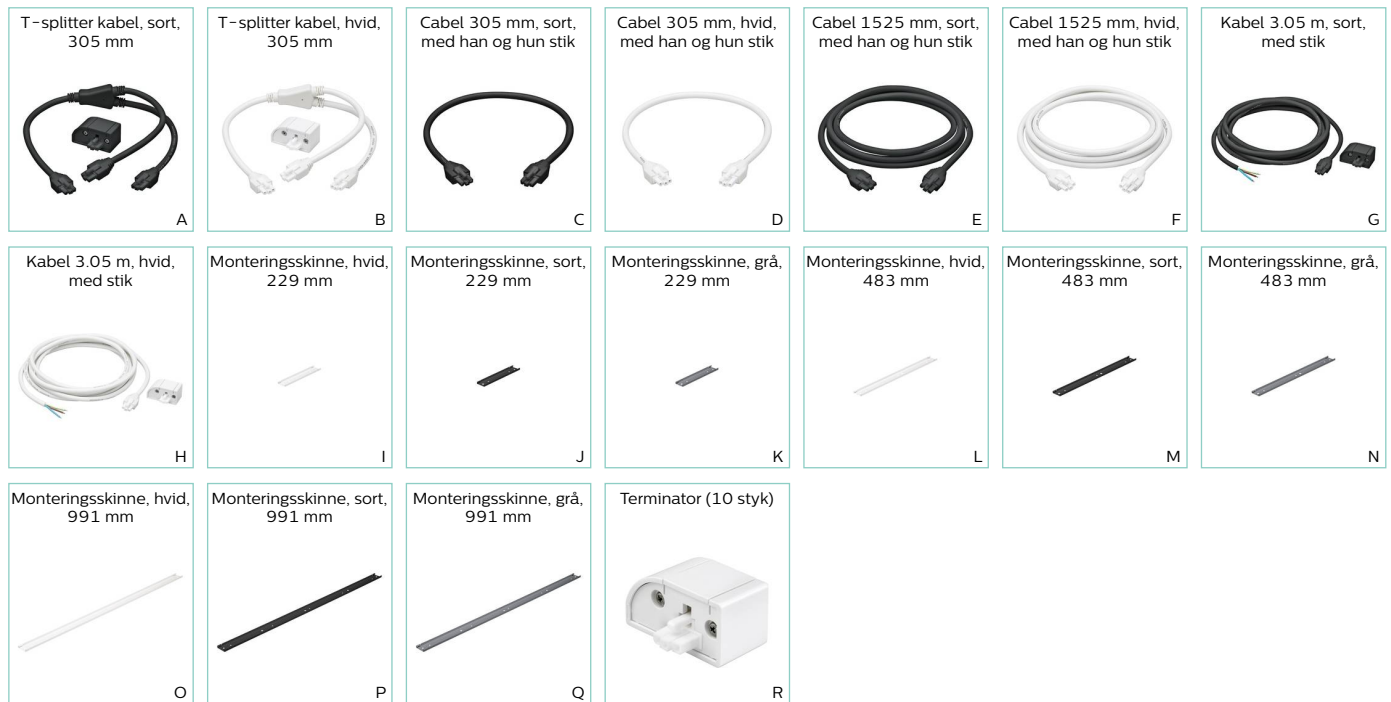 T-splitter kabel, sort,
305 mm
A
T-splitter kabel, hvid,
305 mm
B
Cabel 305 mm, sort,
med han og hun stik
C
Cabel 305 mm, hvid,
med han og hun stik
D
Cabel 1525 mm, sort,
med han og hun stik
E
Cabel 1525 mm, hvid,
med han og hun stik
F
Kabel 3.05 m, sort,
med stik
G
Kabel 3.05 m, hvid,
med stik
H
Monteringsskinne, hvid,
229 mm
I
Monteringsskinne, sort,
229 mm
J
Monteringsskinne, grå,
229 mm
K
Monteringsskinne, hvid,
483 mm
L
Monteringsskinne, sort,
483 mm
M
Monteringsskinne, grå,
483 mm
N
Monteringsskinne, hvid,
991 mm
O
Monteringsskinne, sort,
991 mm
P
Monteringsskinne, grå,
991 mm
Q
Terminator (10 styk)
R